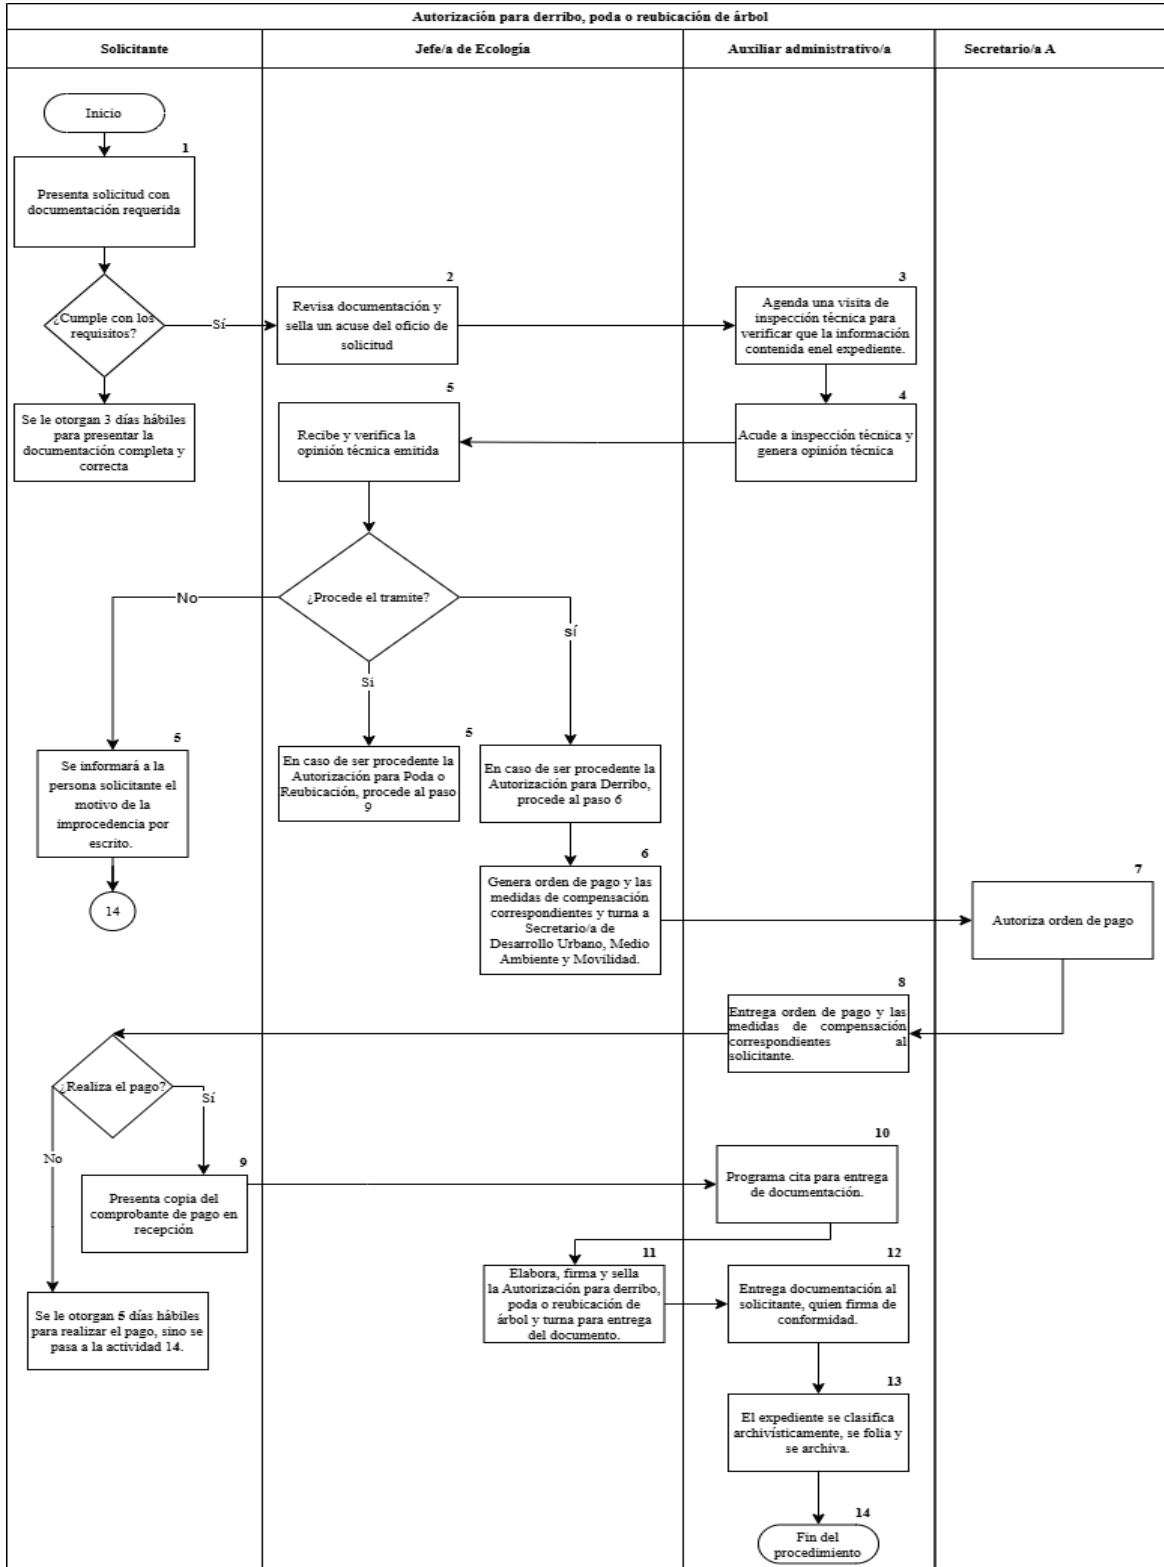 Autorización para derribo, poda o reubicación de árbol
Solicitante
Jefe/a de Ecología
Auxiliar administrativo/a
Secretario/a A
Inicio
1
Presenta solicitud con
documentación requerida
¿Cumple con los
requisitos?
Sí
2
Revisa documentación y
sella un acuse del oficio de
solicitud
3
Agenda una visita de
inspección técnica para
verificar que la información
contenida enel expediente.
Se le otorgan 3 días hábiles
para presentar la
documentación completa y
correcta
5
Recibe y verifica la
opinión técnica emitida
4
Acude a inspección técnica y
genera opinión técnica
¿Procede el tramite?
No
Si
sí
5
Se informará a la
persona solicitante el
motivo de la
improcedencia por
escrito.
14
5
En caso de ser procedente la
Autorización para Poda o
Reubicación, procede al paso
9
En caso de ser procedente la
Autorización para Derribo,
procede al paso 6
6
Genera orden de pago y las
medidas de compensación
correspondientes y turna a
Secretario/a de
Desarrollo Urbano, Medio
Ambiente y Movilidad.
7
Autoriza orden de pago
8
Entrega orden de pago y las
medidas de compensación
correspondientes al
solicitante.
¿Realiza el pago?
Sí
No
9
Presenta copia del
comprobante de pago en
recepción
10
Programa cita para entrega
de documentación.
11
Elabora, firma y sella
la Autorización para derribo,
poda o reubicación de
árbol y turna para entrega
del documento.
12
Entrega documentación al
solicitante, quien firma de
conformidad.
Se le otorgan 5 días hábiles
para realizar el pago, sino se
pasa a la actividad 14.
13
El expediente se clasifica
archivísticamente, se folia y
se archiva.
14
Fin del
procedimiento